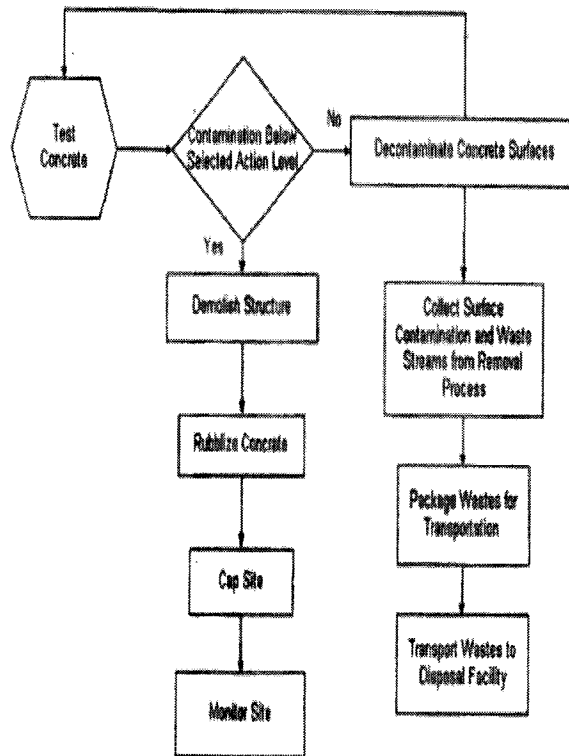 Test
Concrete
Contamination Below
Selected Action Level
No
Decontaminate Concrete Surfaces
Yes
Demolish Structure
Collect Surface
Contamination and Waste
Streams from Removal
Process
Rubblize Concrete
Package Wastes for
Transportation
Cap Site
Transport Wastes to
Disposal Facility
Monitor Site